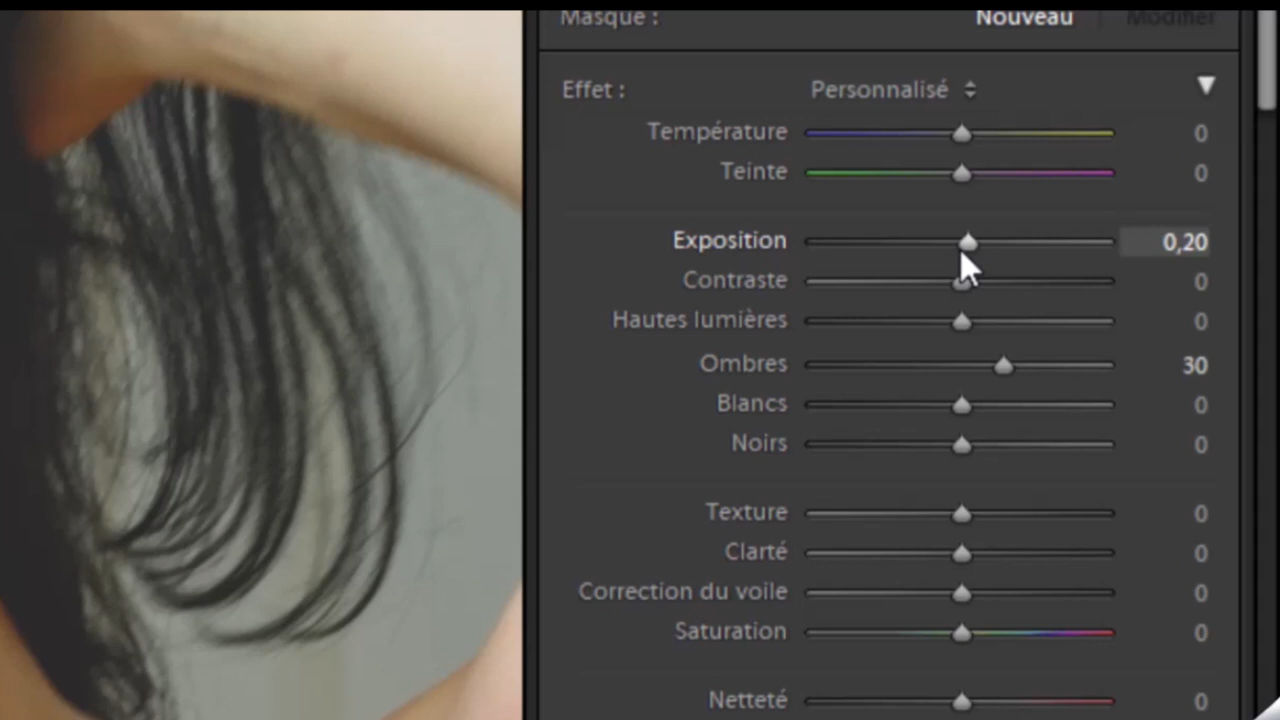 Masque : Nouveau Modifier
Effet : Personnalisé
Température 0
Teinte 0
Exposition 0,20
Contraste 0
Hautes lumières 0
Ombres 30
Blancs 0
Noirs 0
Texture 0
Clarté 0
Correction du voile 0
Saturation 0
Netteté 0